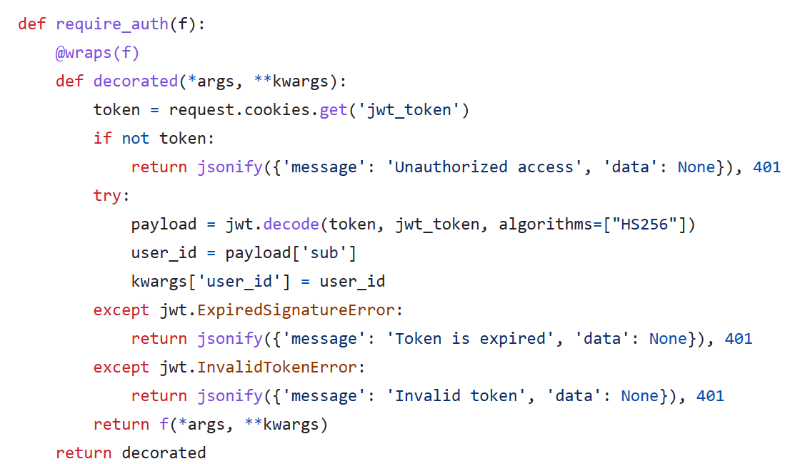 def require_auth(f):
    @wraps(f)
    def decorated(*args, **kwargs):
        token = request.cookies.get('jwt_token')
        if not token:
            return jsonify({'message': 'Unauthorized access', 'data': None}), 401
        try:
            payload = jwt.decode(token, jwt_token, algorithms=["HS256"])
            user_id = payload['sub']
            kwargs['user_id'] = user_id
        except jwt.ExpiredSignatureError:
            return jsonify({'message': 'Token is expired', 'data': None}), 401
        except jwt.InvalidTokenError:
            return jsonify({'message': 'Invalid token', 'data': None}), 401
        return f(*args, **kwargs)
    return decorated